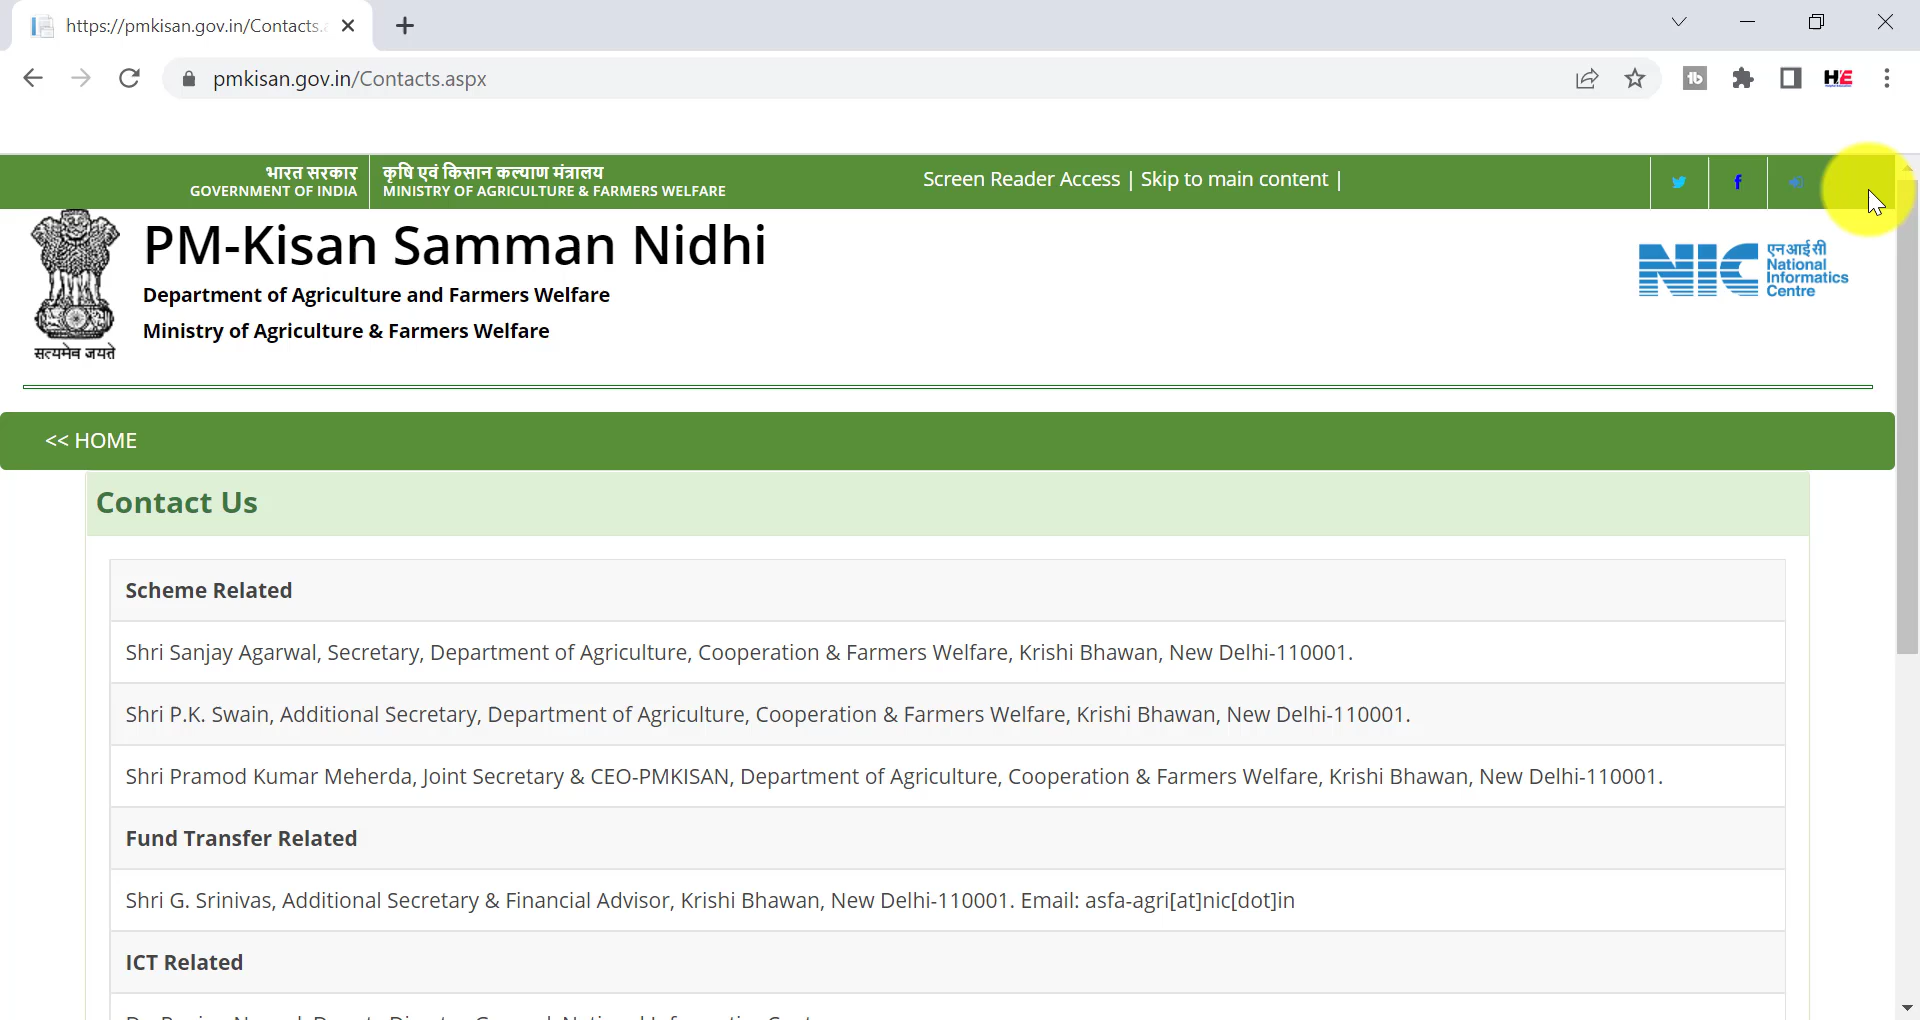 https://pmkisan.gov.in/Contacts.
pmkisan.gov.in/Contacts.aspx
भारत सरकार
GOVERNMENT OF INDIA
कृषि एवं किसान कल्याण मंत्रालय
MINISTRY OF AGRICULTURE & FARMERS WELFARE
Screen Reader Access | Skip to main content |
PM-Kisan Samman Nidhi
Department of Agriculture and Farmers Welfare
Ministry of Agriculture & Farmers Welfare
सत्यमेव जयते
NIC
एनआईसी
National
Informatics
Centre
<< HOME
Contact Us
Scheme Related
Shri Sanjay Agarwal, Secretary, Department of Agriculture, Cooperation & Farmers Welfare, Krishi Bhawan, New Delhi-110001.
Shri P.K. Swain, Additional Secretary, Department of Agriculture, Cooperation & Farmers Welfare, Krishi Bhawan, New Delhi-110001.
Shri Pramod Kumar Meherda, Joint Secretary & CEO-PMKISAN, Department of Agriculture, Cooperation & Farmers Welfare, Krishi Bhawan, New Delhi-110001.
Fund Transfer Related
Shri G. Srinivas, Additional Secretary & Financial Advisor, Krishi Bhawan, New Delhi-110001. Email: asfa-agri[at]nic[dot]in
ICT Related